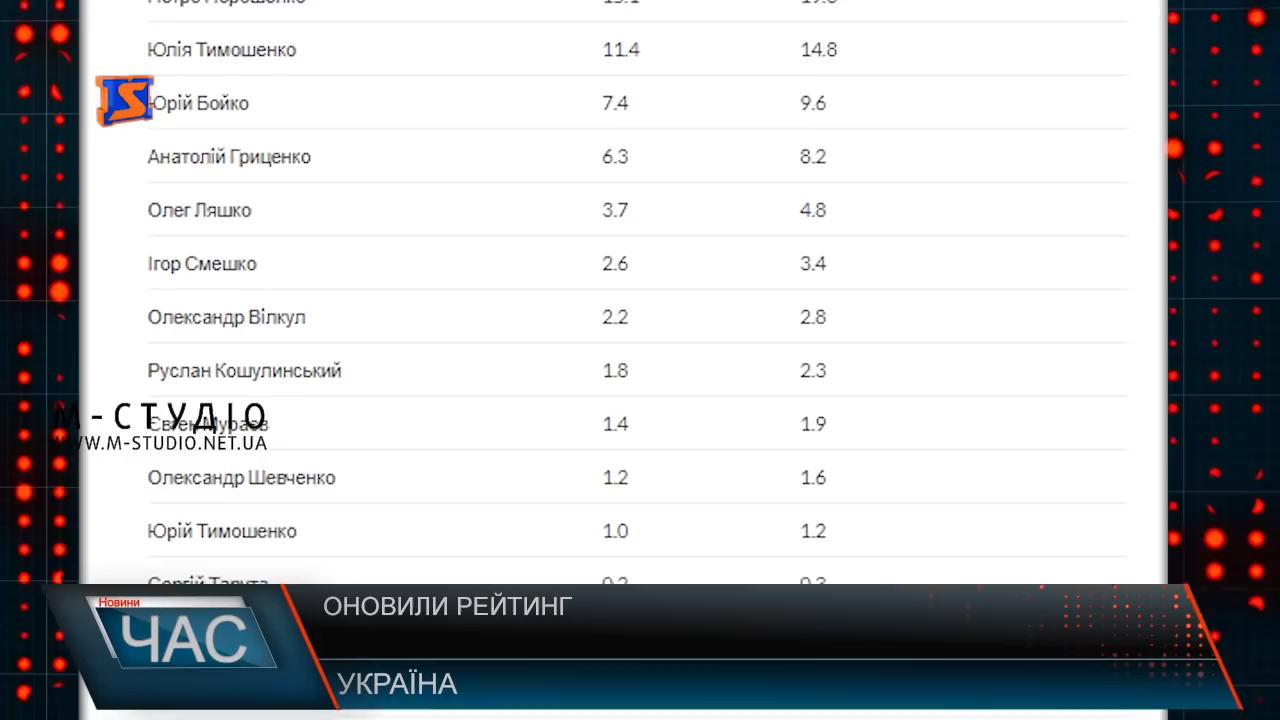 Юлія Тимошенко 11.4 14.8
Юрій Бойко 7.4 9.6
Анатолій Гриценко 6.3 8.2
Олег Ляшко 3.7 4.8
Ігор Смешко 2.6 3.4
Олександр Вілкул 2.2 2.8
Руслан Кошулинський 1.8 2.3
М-СТУДІО
Євген Мураєв 1.4 1.9
WWW.M-STUDIO.NET.UA
Олександр Шевченко 1.2 1.6
Юрій Тимошенко 1.0 1.2
Новини
ЧАС
ОНОВИЛИ РЕЙТИНГ
УКРАЇНА